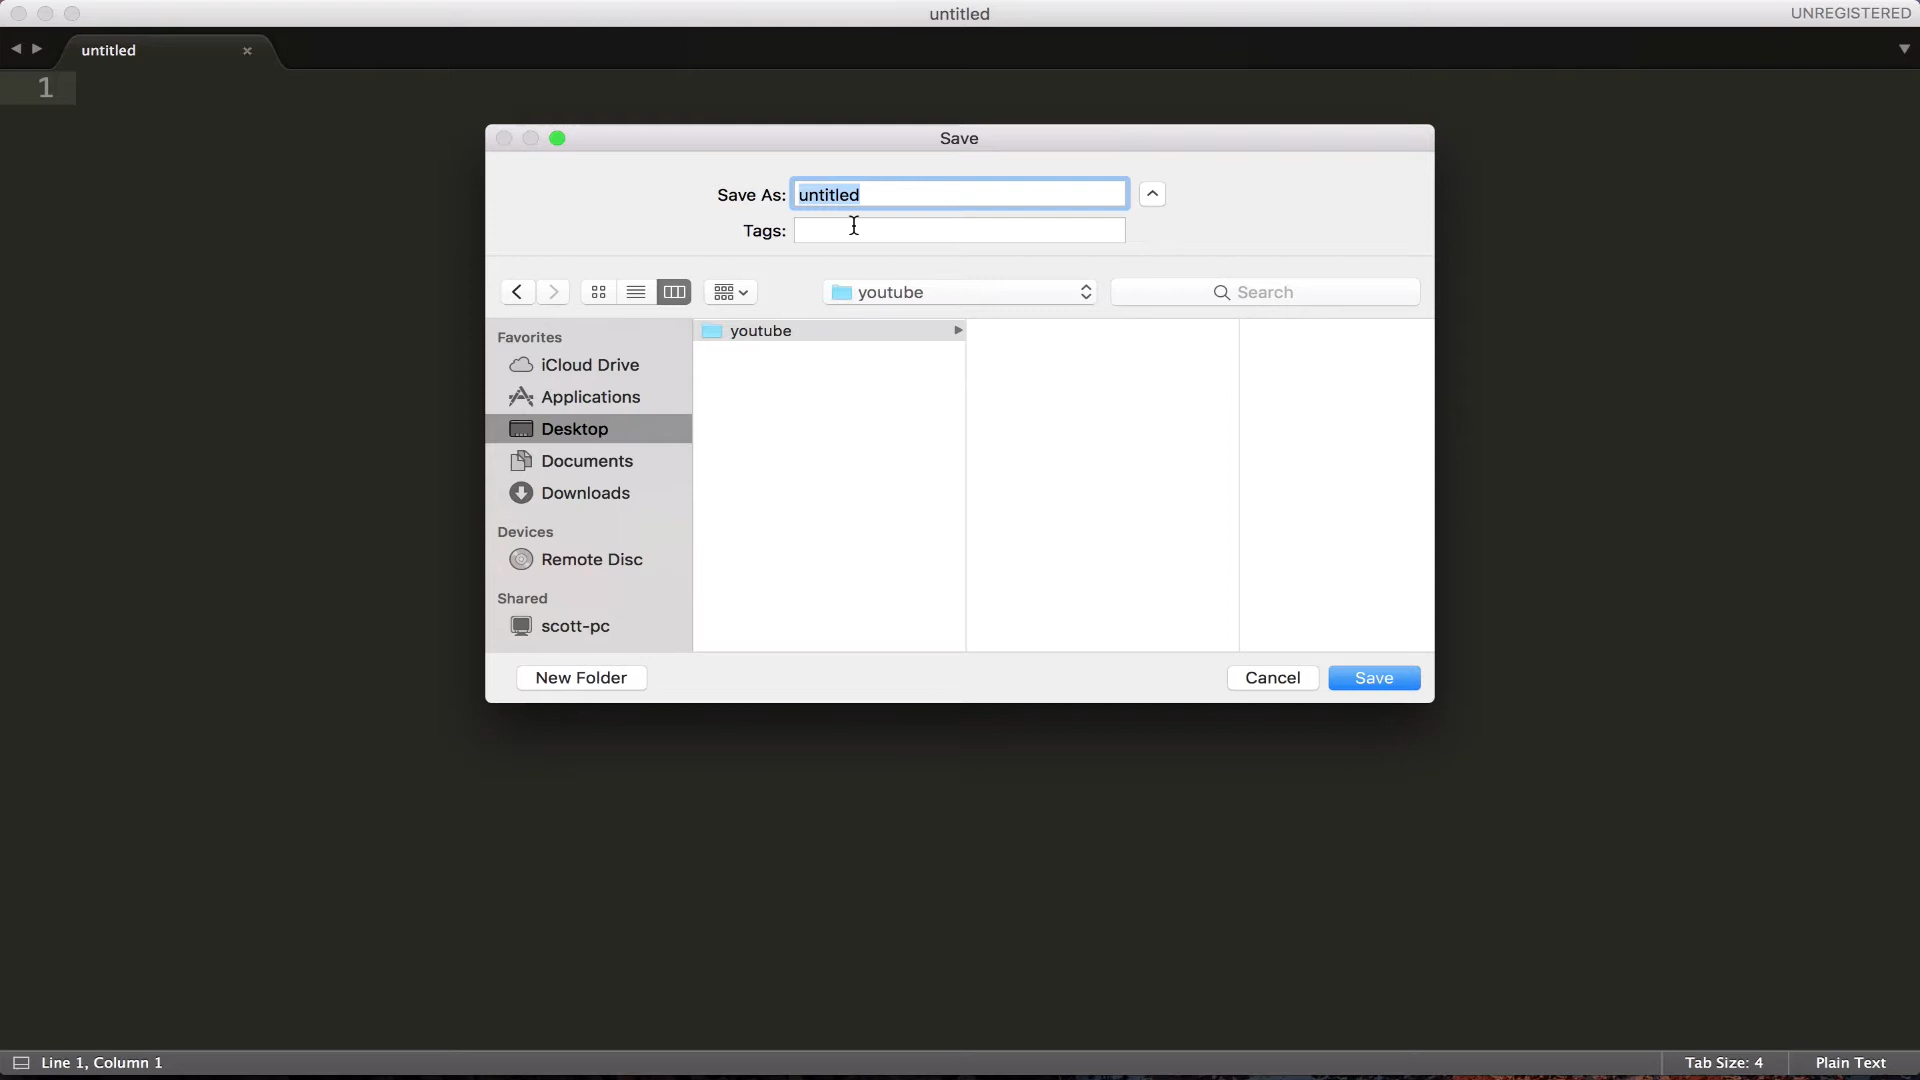 untitled
UNREGISTERED
untitled
1
Save
Save As: untitled
Tags:
youtube
Search
Favorites
youtube
iCloud Drive
Applications
Desktop
Documents
Downloads
Devices
Remote Disc
Shared
scott-pc
New Folder
Cancel
Save
Line 1, Column 1
Tab Size: 4
Plain Text